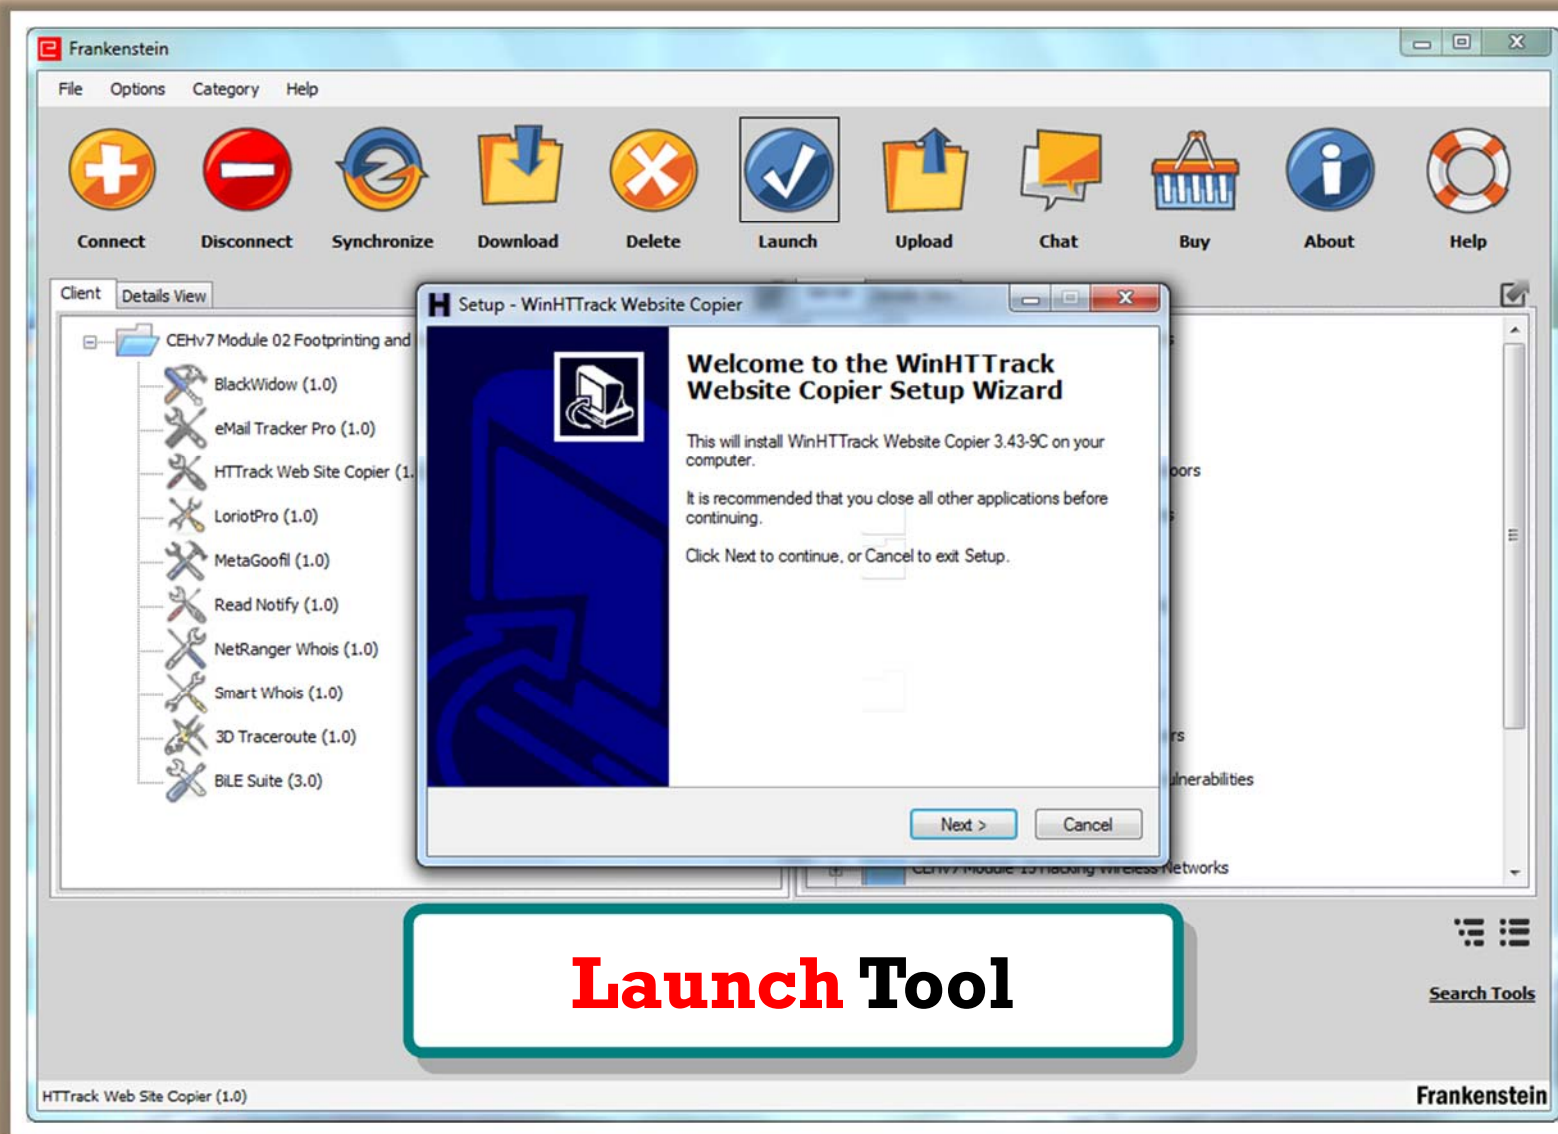 Frankenstein
File Options Category Help
Connect Disconnect Synchronize Download Delete Launch Upload Chat Buy About Help
Client Details View
CEHv7 Module 02 Footprinting and
BlackWidow (1.0)
eMail Tracker Pro (1.0)
HTTrack Web Site Copier (1.
LoriotPro (1.0)
MetaGoofil (1.0)
Read Notify (1.0)
NetRanger Whois (1.0)
Smart Whois (1.0)
3D Traceroute (1.0)
BiLE Suite (3.0)
Setup - WinHTTrack Website Copier
Welcome to the WinHTTrack
Website Copier Setup Wizard
This will install WinHTTrack Website Copier 3.43-9C on your
computer.
It is recommended that you close all other applications before
continuing.
Click Next to continue, or Cancel to exit Setup.
Next >
Cancel
oors
rs
ulnerabilities
CEHv7 Module 15 Hacking Wireless Networks
Launch Tool
Search Tools
HTTrack Web Site Copier (1.0)
Frankenstein